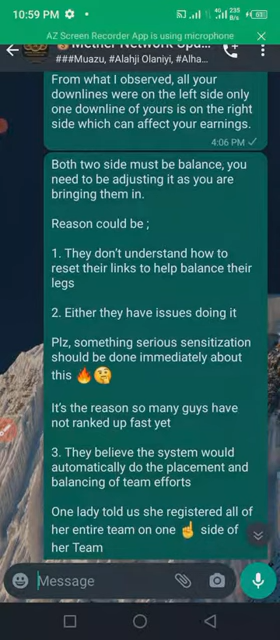 10:59 PM
4G
235
B/s
63
AZ Screen Recorder App is using microphone
Mether Network Upd...
###Muazu, #Alahji Olaniyi, #Alha...
From what I observed, all your
downlines were on the left side only
one downline of yours is on the right
side which can affect your earnings.
4:06 PM
Both two side must be balance, you
need to be adjusting it as you are
bringing them in.
Reason could be ;
1. They don't understand how to
reset their links to help balance their
legs
2. Either they have issues doing it
Plz, something serious sensitization
should be done immediately about
this 🔥🤔
It's the reason so many guys have
not ranked up fast yet
3. They believe the system would
automatically do the placement and
balancing of team efforts
One lady told us she registered all of
her entire team on one ☝ side of
her Team
Message